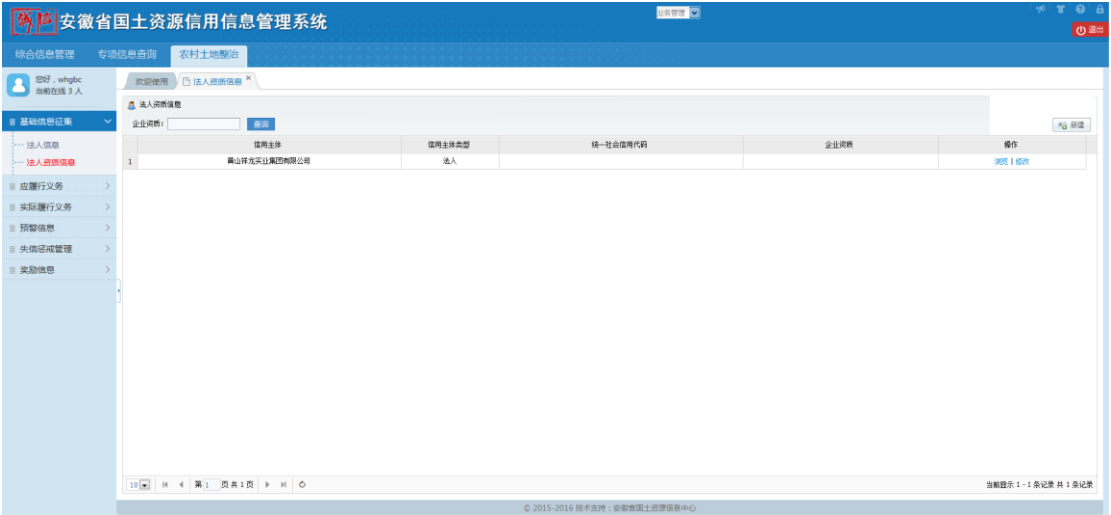 诚信 安徽省国土资源信用信息管理系统
业务管理
退出
综合信息管理 专项信息查询 农村土地整治
您好，whgbc
当前在线 3 人
欢迎使用 法人资质信息 ×
法人资质信息
基础信息征集
企业资质： 查询 新建
法人信息
法人资质信息
信用主体 信用主体类型 统一社会信用代码 企业资质 操作
1 黄山祥龙实业集团有限公司 法人 浏览 | 修改
应履行义务
实际履行义务
预警信息
失信惩戒管理
奖励信息
10 第 1 页 共 1 页 当前显示 1 - 1 条记录 共 1 条记录
© 2015-2016 技术支持：安徽省国土资源信息中心